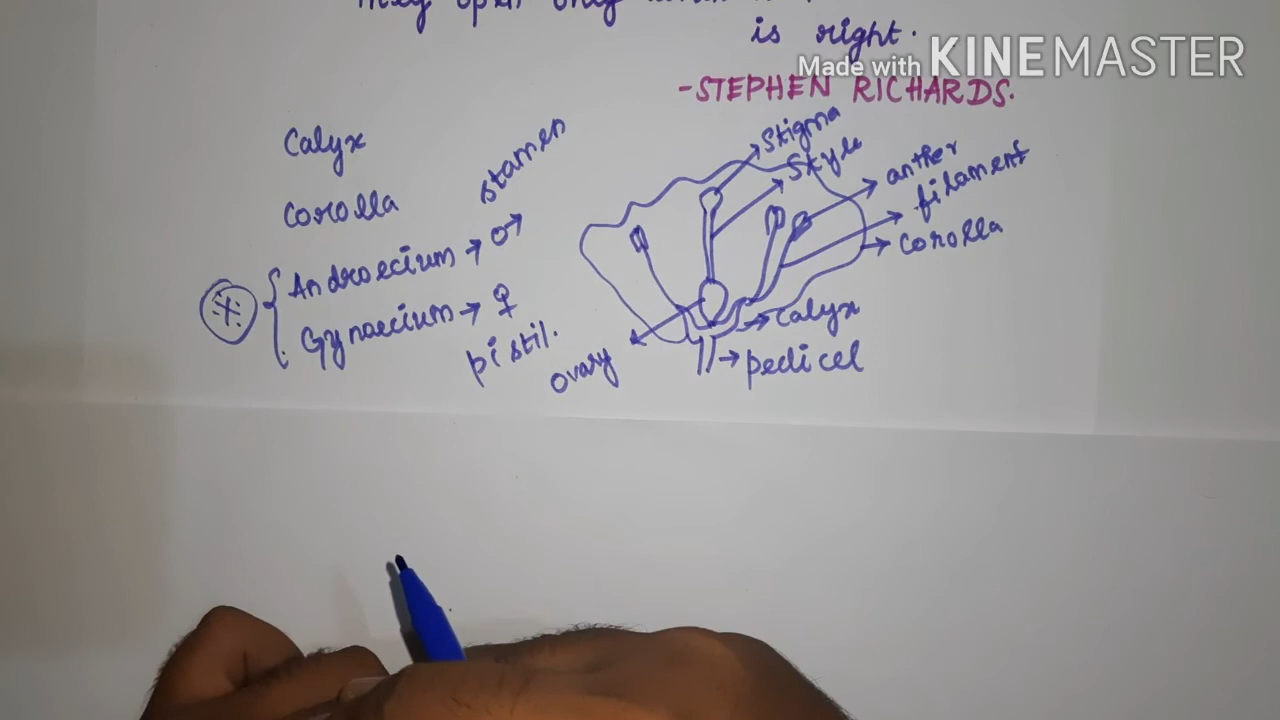 is right.
Made with KINEMASTER
-STEPHEN RICHARDS.
Calyx
Corolla
Androecium → ♂ stamen
Gynaecium → ♀ pistil.
Stigma
Style
anther
filament
Corolla
Calyx
pedicel
ovary